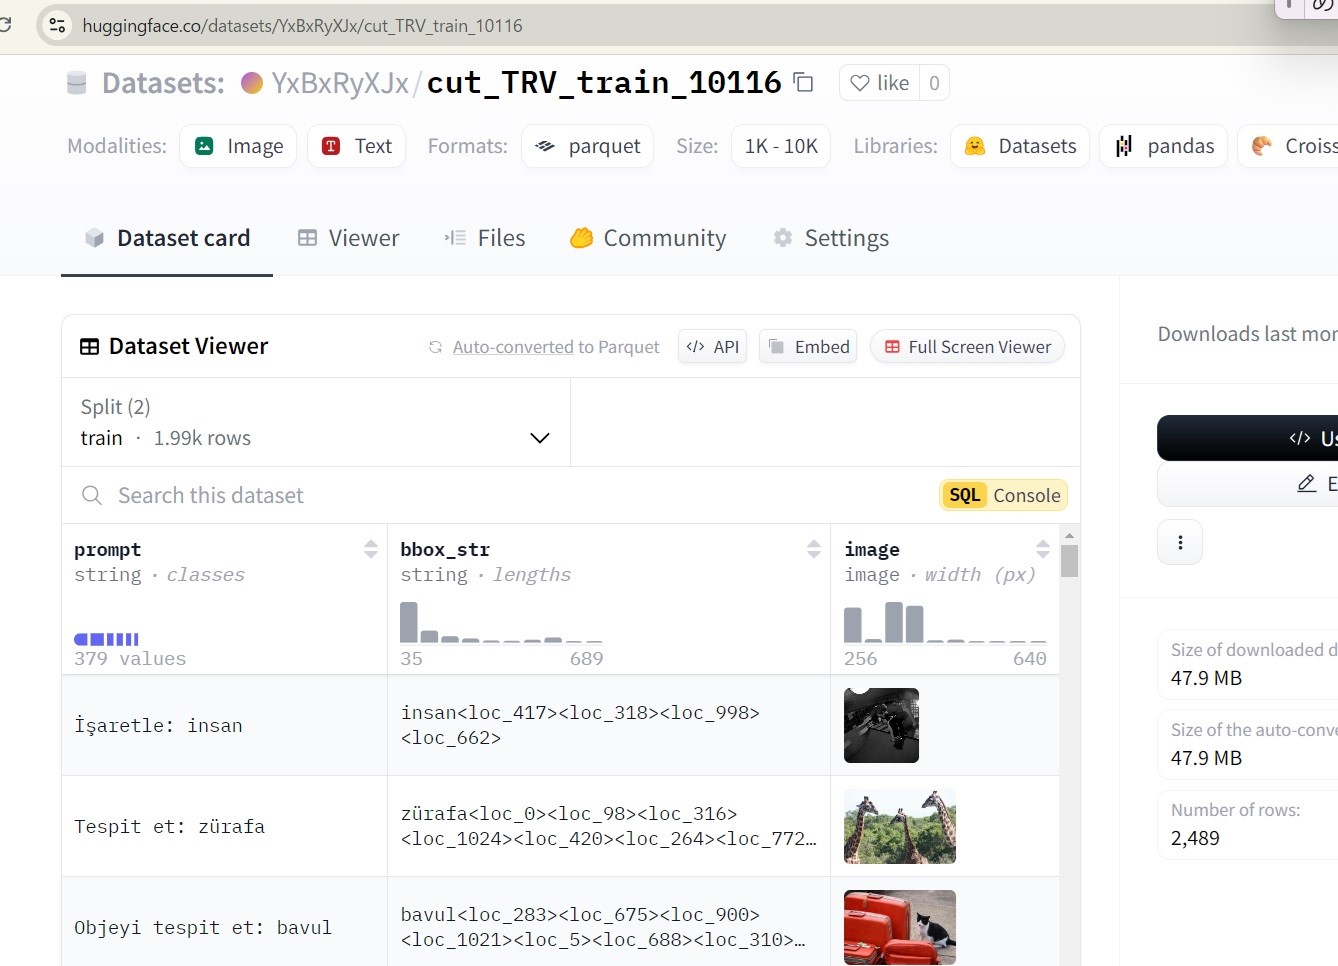 huggingface.co/datasets/YxBxRyXJx/cut_TRV_train_10116
Datasets: YxBxRyXJx/cut_TRV_train_10116 like 0
Modalities: Image Text Formats: parquet Size: 1K - 10K Libraries: Datasets pandas Croiss
Dataset card Viewer Files Community Settings
Dataset Viewer Auto-converted to Parquet API Embed Full Screen Viewer
Downloads last mon
Split (2)
train · 1.99k rows
</> Us
E
Search this dataset SQL Console
prompt bbox_str image
string · classes string · lengths image · width (px)
379 values 35 689 256 640
İşaretle: insan
insan<loc_417><loc_318><loc_998>
<loc_662>
Tespit et: zürafa
zürafa<loc_0><loc_98><loc_316>
<loc_1024><loc_420><loc_264><loc_772…
Objeyi tespit et: bavul
bavul<loc_283><loc_675><loc_900>
<loc_1021><loc_5><loc_688><loc_310>…
Size of downloaded d
47.9 MB
Size of the auto-conve
47.9 MB
Number of rows:
2,489